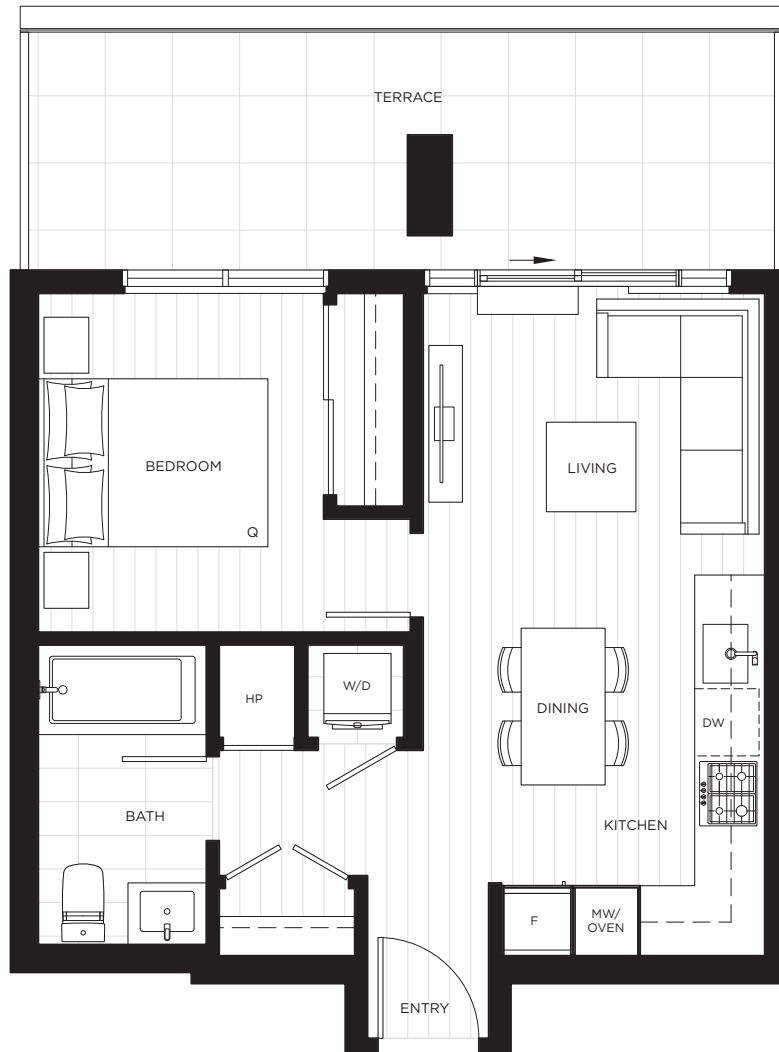 TERRACE
BEDROOM
LIVING
Q
HP
W/D
DINING
DW
BATH
KITCHEN
F
MW/
OVEN
ENTRY